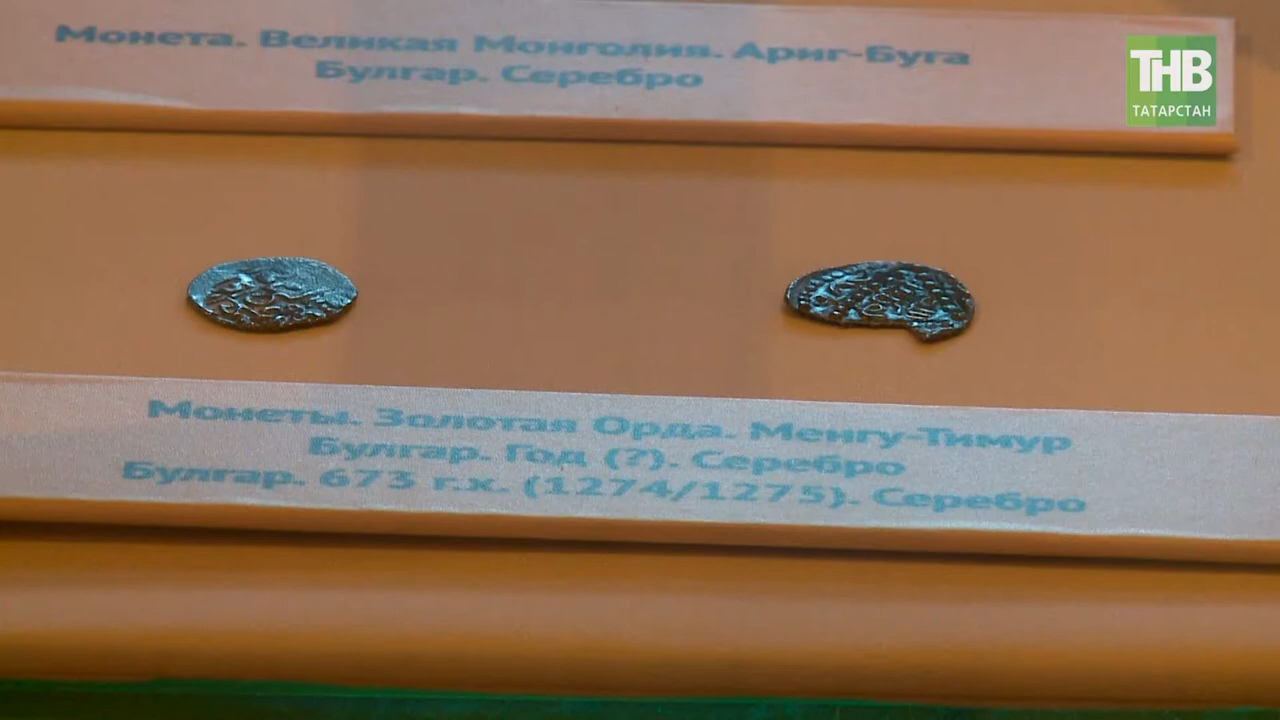 Монета. Великая Монголия. Ариг-Буга
Булгар. Серебро
ТНВ
ТАТАРСТАН
Монеты. Золотая Орда. Менгу-Тимур
Булгар. Год (?). Серебро
Булгар. 673 г.х. (1274/1275). Серебро